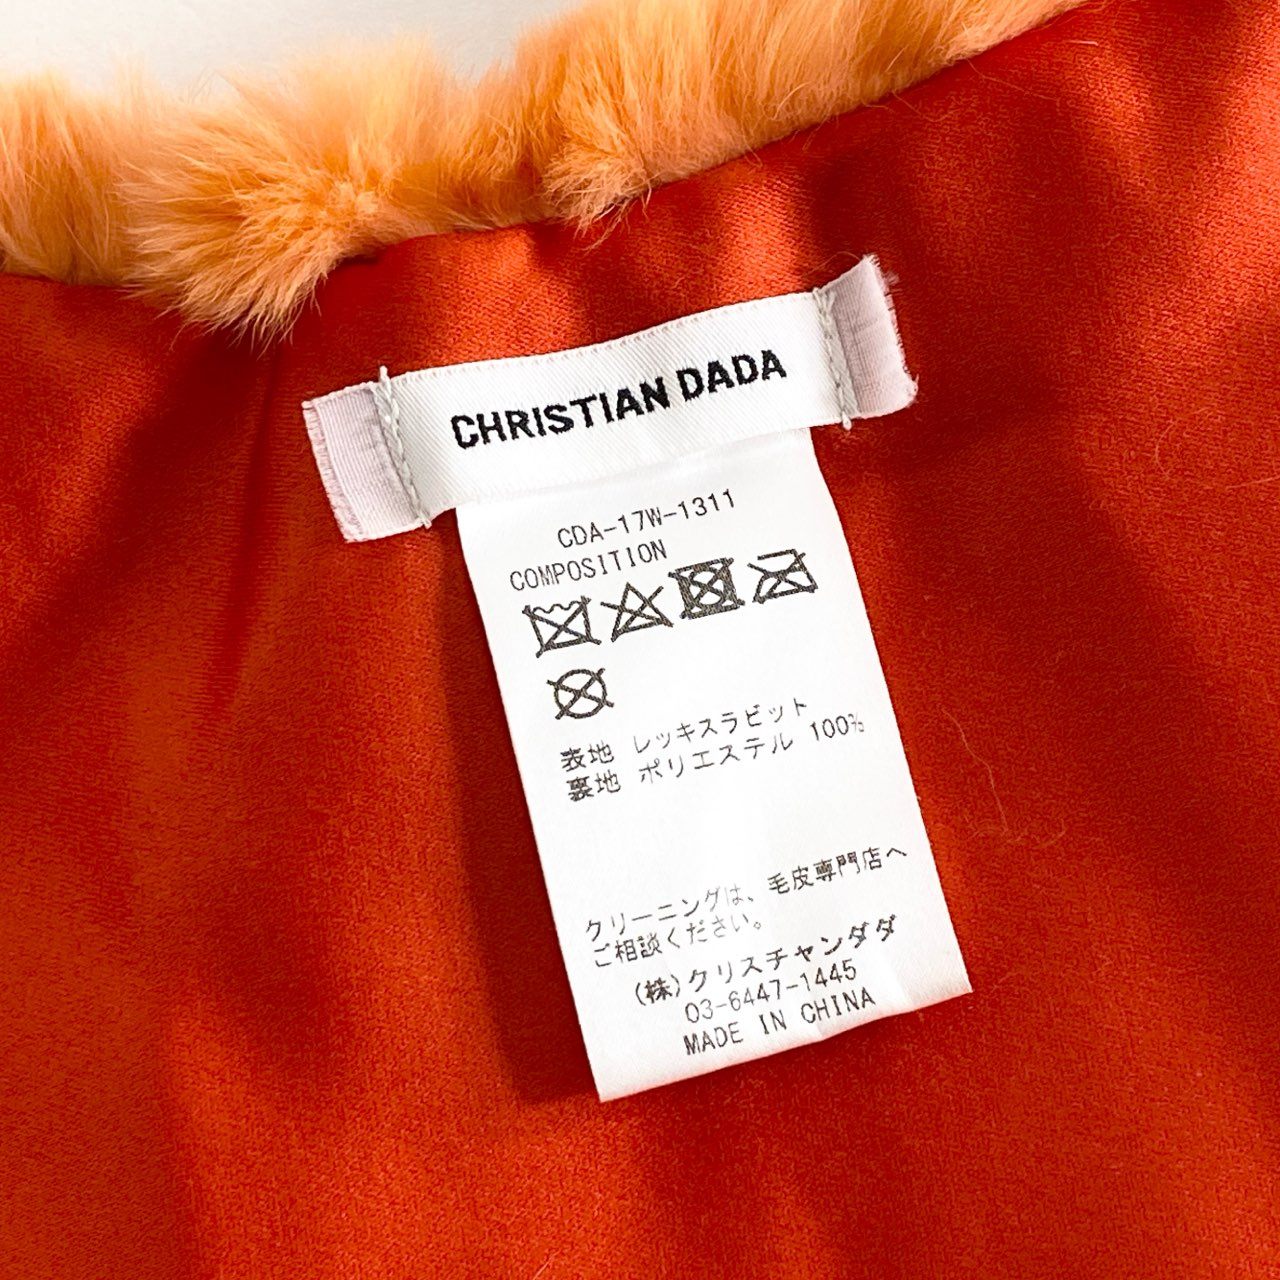 CHRISTIAN DADA
CDA-17W-1311
COMPOSITION
表地 レッキスラビット
裏地 ポリエステル 100%
クリーニングは、毛皮専門店へ
ご相談ください。
(株)クリスチャンダダ
03-6447-1445
MADE IN CHINA